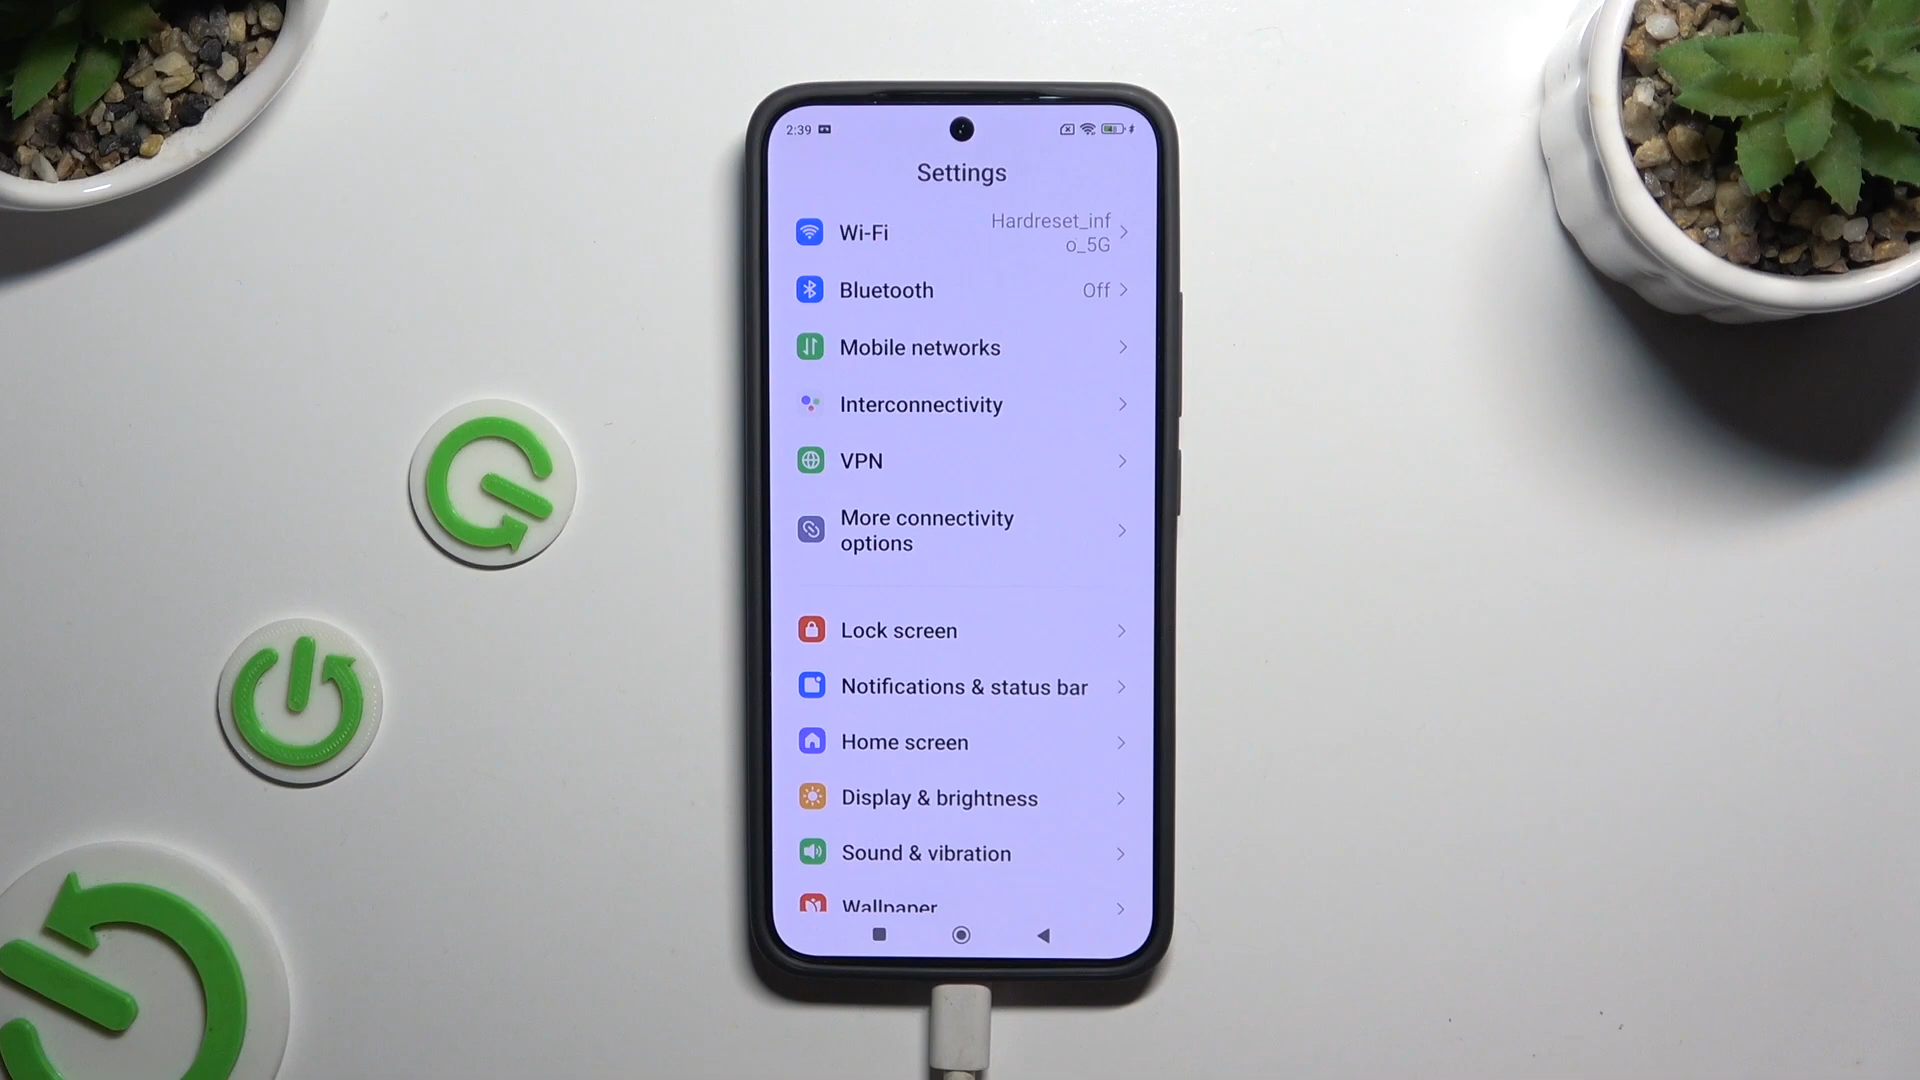 2:39
Settings
Wi-Fi
Hardreset_inf
o_5G
Bluetooth
Off
Mobile networks
Interconnectivity
VPN
More connectivity
options
Lock screen
Notifications & status bar
Home screen
Display & brightness
Sound & vibration
Wallpaper